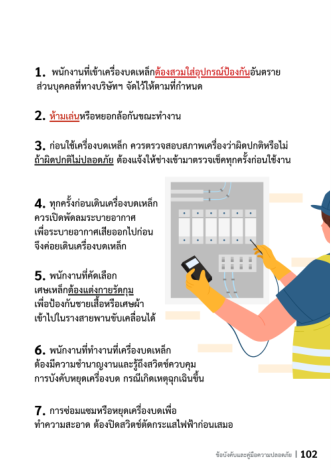 1. พนักงานที่เข้าเครื่องบดเหล็กต้องสวมใส่อุปกรณ์ป้องกันอันตราย
ส่วนบุคคลที่ทางบริษัทฯ จัดไว้ให้ตามที่กำหนด
2. ห้ามเล่นหรือหยอกล้อกันขณะทำงาน
3. ก่อนใช้เครื่องบดเหล็ก ควรตรวจสอบสภาพเครื่องว่าผิดปกติหรือไม่
ถ้าผิดปกติไม่ปลอดภัย ต้องแจ้งให้ช่างเข้ามาตรวจเช็คทุกครั้งก่อนใช้งาน
4. ทุกครั้งก่อนเดินเครื่องบดเหล็ก
ควรเปิดพัดลมระบายอากาศ
เพื่อระบายอากาศเสียออกไปก่อน
จึงค่อยเดินเครื่องบดเหล็ก
5. พนักงานที่คัดเลือก
เศษเหล็กต้องแต่งกายรัดกุม
เพื่อป้องกันชายเสื้อหรือเศษผ้า
เข้าไปในรางสายพานขับเคลื่อนได้
6. พนักงานที่ทำงานที่เครื่องบดเหล็ก
ต้องมีความชำนาญงานและรู้ถึงสวิตช์ควบคุม
การบังคับหยุดเครื่องบด กรณีเกิดเหตุฉุกเฉินขึ้น
7. การซ่อมแซมหรือหยุดเครื่องบดเพื่อ
ทำความสะอาด ต้องปิดสวิตช์ตัดกระแสไฟฟ้าก่อนเสมอ
ข้อบังคับและคู่มือความปลอดภัย | 102